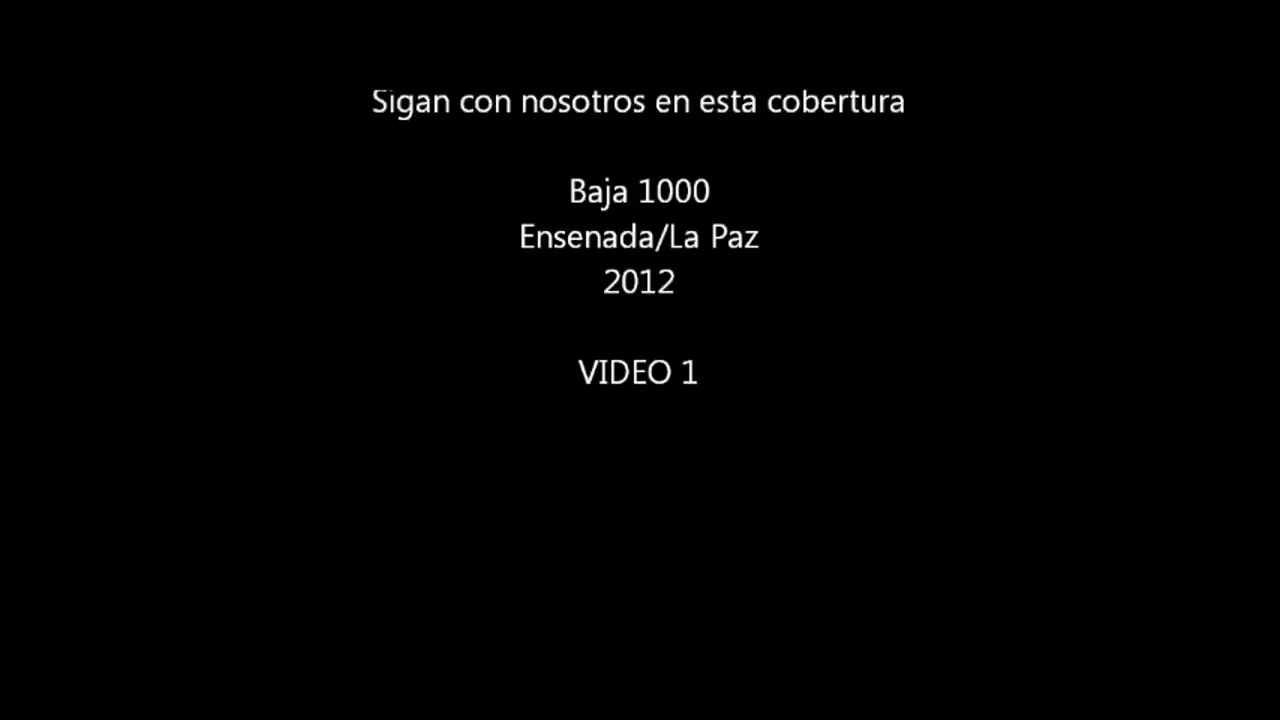 Sigan con nosotros en esta cobertura
Baja 1000
Ensenada/La Paz
2012
VIDEO 1